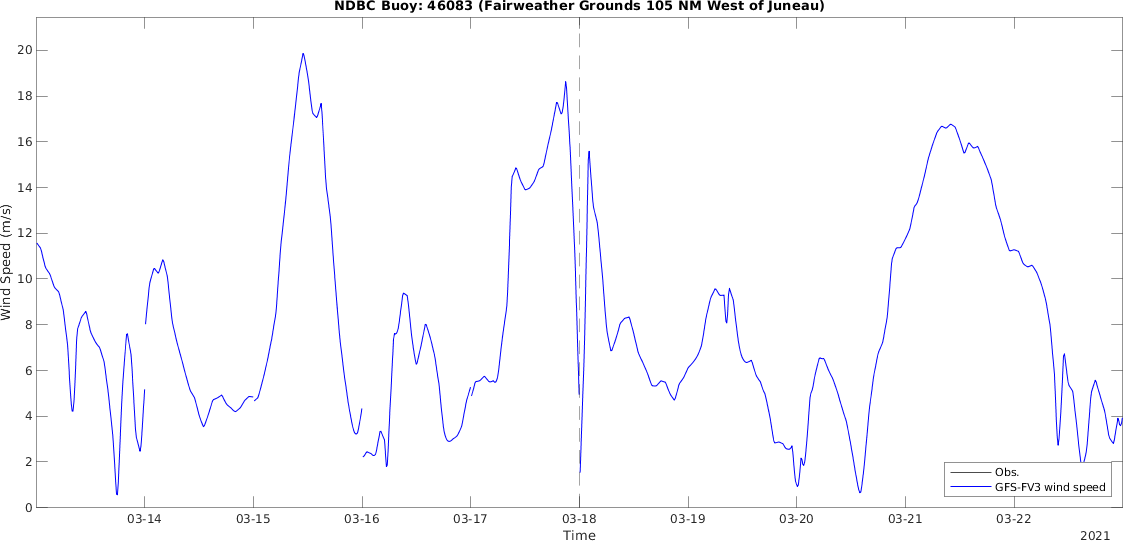 NDBC Buoy: 46083 (Fairweather Grounds 105 NM West of Juneau)
20
18
16
14
12
10
8
6
4
2
0
Wind Speed (m/s)
Obs.
GFS-FV3 wind speed
03-14 03-15 03-16 03-17 03-18 03-19 03-20 03-21 03-22
Time
2021